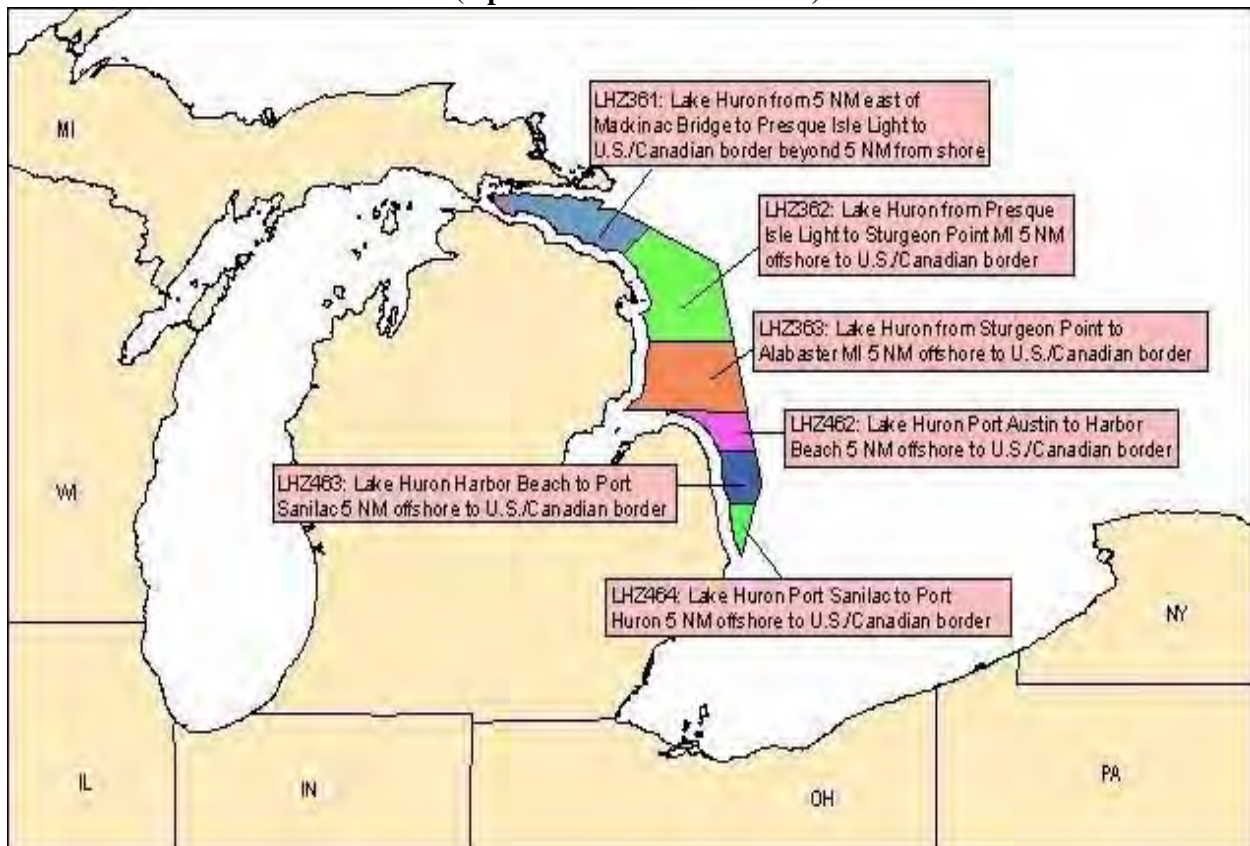 MI
LHZ361: Lake Huron from 5 NM east of
Mackinac Bridge to Presque Isle Light to
U.S./Canadian border beyond 5 NM from shore
LHZ362: Lake Huron from Presque
Isle Light to Sturgeon Point MI 5 NM
offshore to U.S./Canadian border
LHZ363: Lake Huron from Sturgeon Point to
Alabaster MI 5 NM offshore to U.S./Canadian border
LHZ462: Lake Huron Port Austin to Harbor
Beach 5 NM offshore to U.S./Canadian border
WI
LHZ463: Lake Huron Harbor Beach to Port
Sanilac 5 NM offshore to U.S./Canadian border
LHZ464: Lake Huron Port Sanilac to Port
Huron 5 NM offshore to U.S./Canadian border
NY
IL
IN
OH
PA